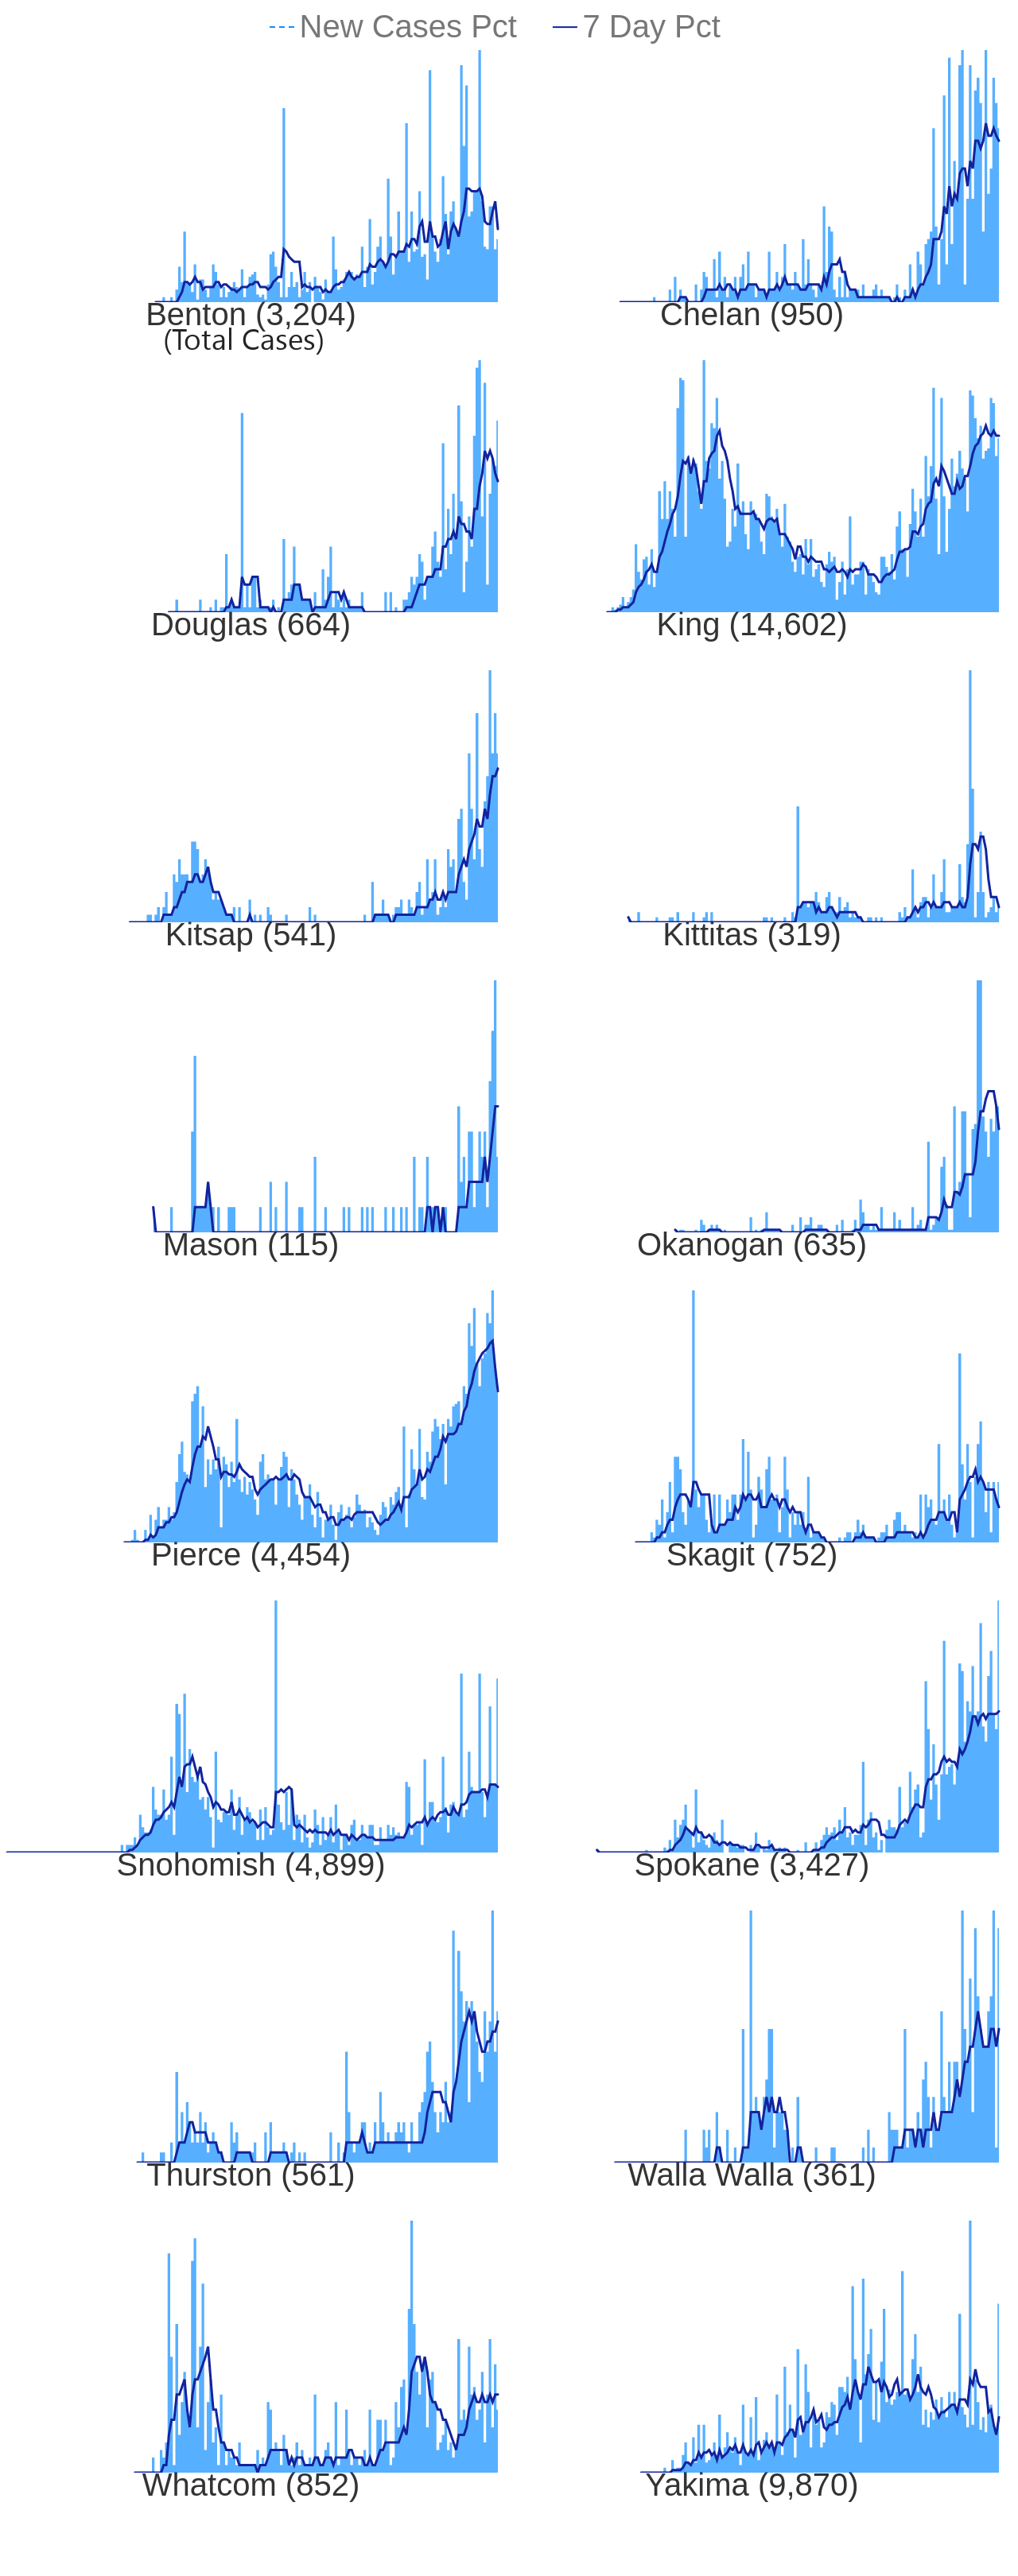 New Cases Pct 7 Day Pct
Benton (3,204) Chelan (950)
(Total Cases)
Douglas (664) King (14,602)
Kitsap (541) Kittitas (319)
Mason (115) Okanogan (635)
Pierce (4,454) Skagit (752)
Snohomish (4,899) Spokane (3,427)
Thurston (561) Walla Walla (361)
Whatcom (852) Yakima (9,870)